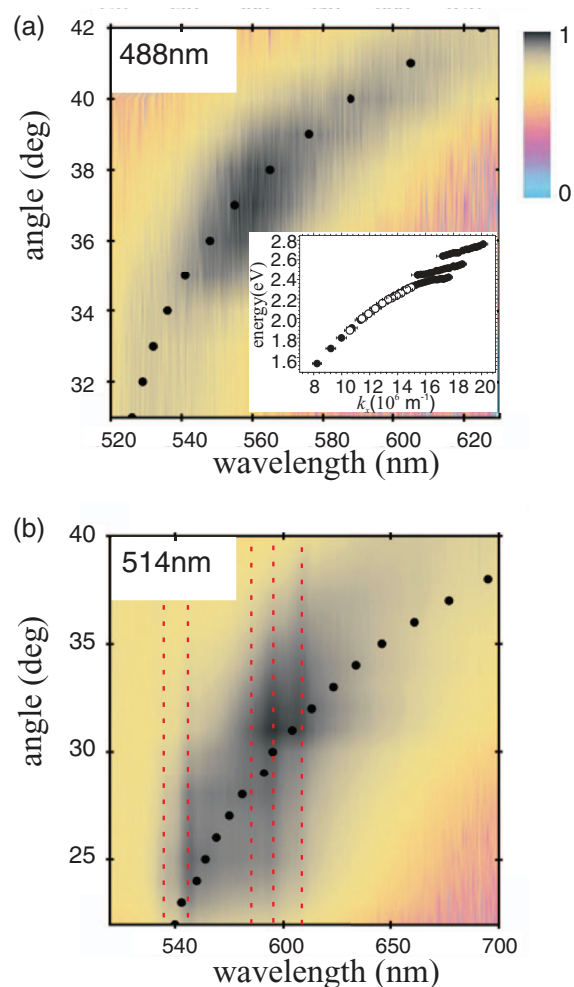 (a)
42
488nm
1
40
38
angle (deg)
36
0
2.8
2.6
34
2.4
energy(eV)
2.2
2.0
32
1.8
1.6
8 10 12 14 16 18 20
kₓ(10⁶ m⁻¹)
520 540 560 580 600 620
wavelength (nm)
(b)
40
514nm
35
angle (deg)
30
25
540 600 650 700
wavelength (nm)